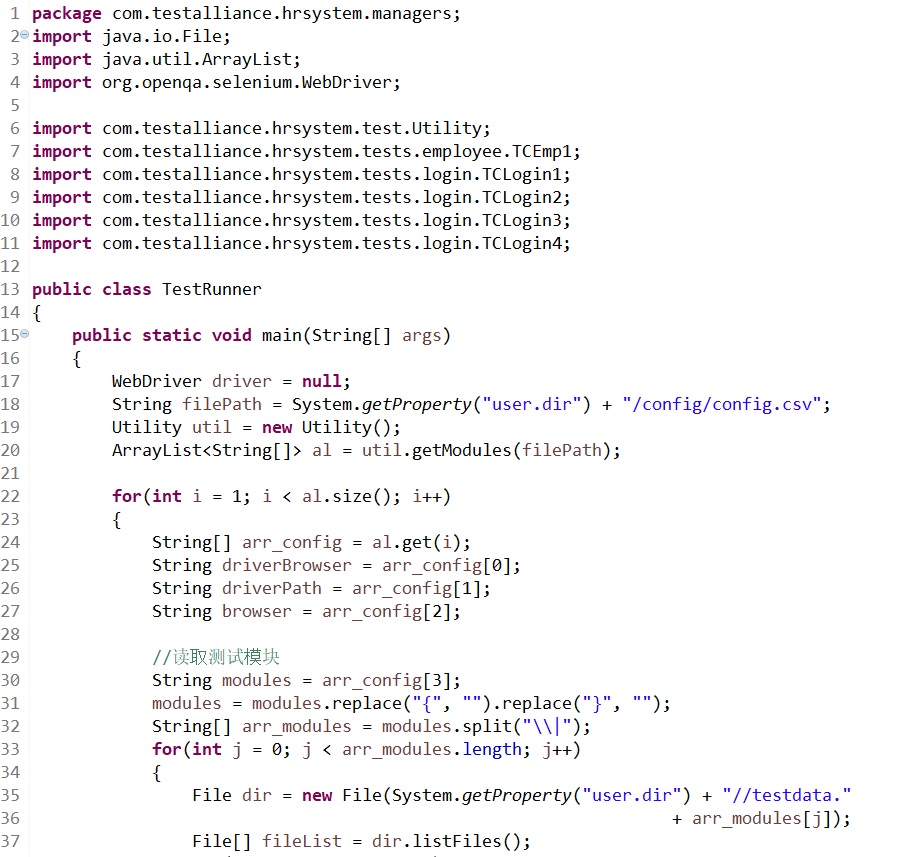 1 package com.testalliance.hrsystem.managers;
2 import java.io.File;
3 import java.util.ArrayList;
4 import org.openqa.selenium.WebDriver;
5
6 import com.testalliance.hrsystem.test.Utility;
7 import com.testalliance.hrsystem.tests.employee.TCEmp1;
8 import com.testalliance.hrsystem.tests.login.TCLogin1;
9 import com.testalliance.hrsystem.tests.login.TCLogin2;
10 import com.testalliance.hrsystem.tests.login.TCLogin3;
11 import com.testalliance.hrsystem.tests.login.TCLogin4;
12
13 public class TestRunner
14 {
15     public static void main(String[] args)
16     {
17         WebDriver driver = null;
18         String filePath = System.getProperty("user.dir") + "/config/config.csv";
19         Utility util = new Utility();
20         ArrayList<String[]> al = util.getModules(filePath);
21
22         for(int i = 1; i < al.size(); i++)
23         {
24             String[] arr_config = al.get(i);
25             String driverBrowser = arr_config[0];
26             String driverPath = arr_config[1];
27             String browser = arr_config[2];
28
29             //读取测试模块
30             String modules = arr_config[3];
31             modules = modules.replace("{", "").replace("}", "");
32             String[] arr_modules = modules.split("\\|");
33             for(int j = 0; j < arr_modules.length; j++)
34             {
35                 File dir = new File(System.getProperty("user.dir") + "//testdata."
36                                                                 + arr_modules[j]);
37                 File[] fileList = dir.listFiles();